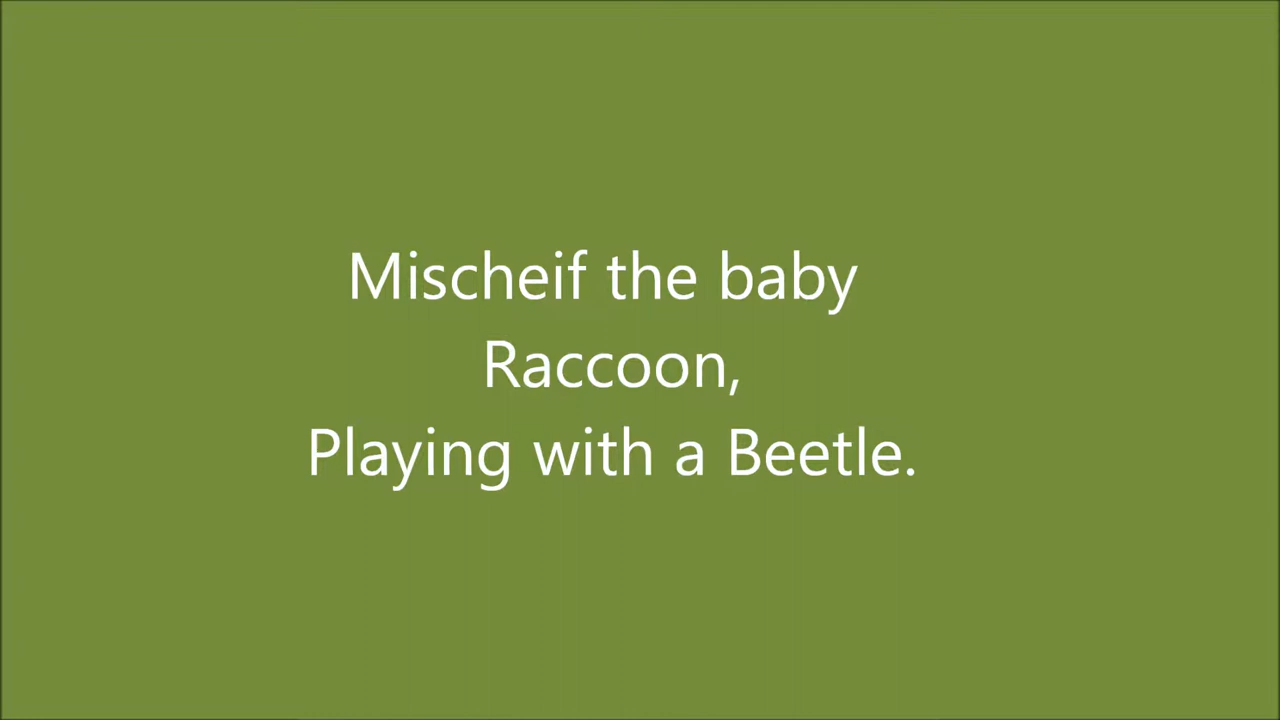 Mischeif the baby
Raccoon,
Playing with a Beetle.